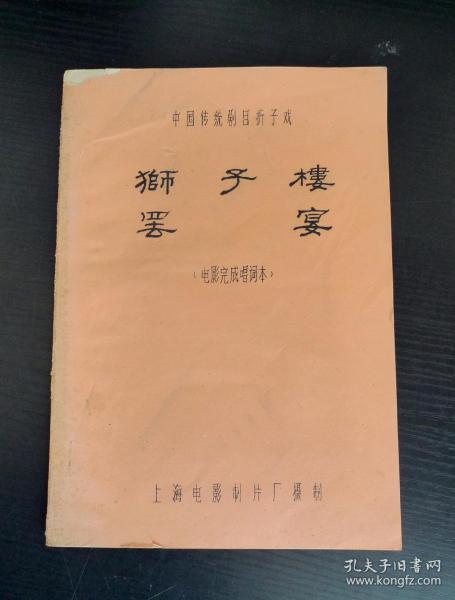 中国传统剧目折子戏
獅子樓
罢宴
（电影完成唱词本）
上海电影制片厂摄制
孔夫子旧书网
www.kongfz.com